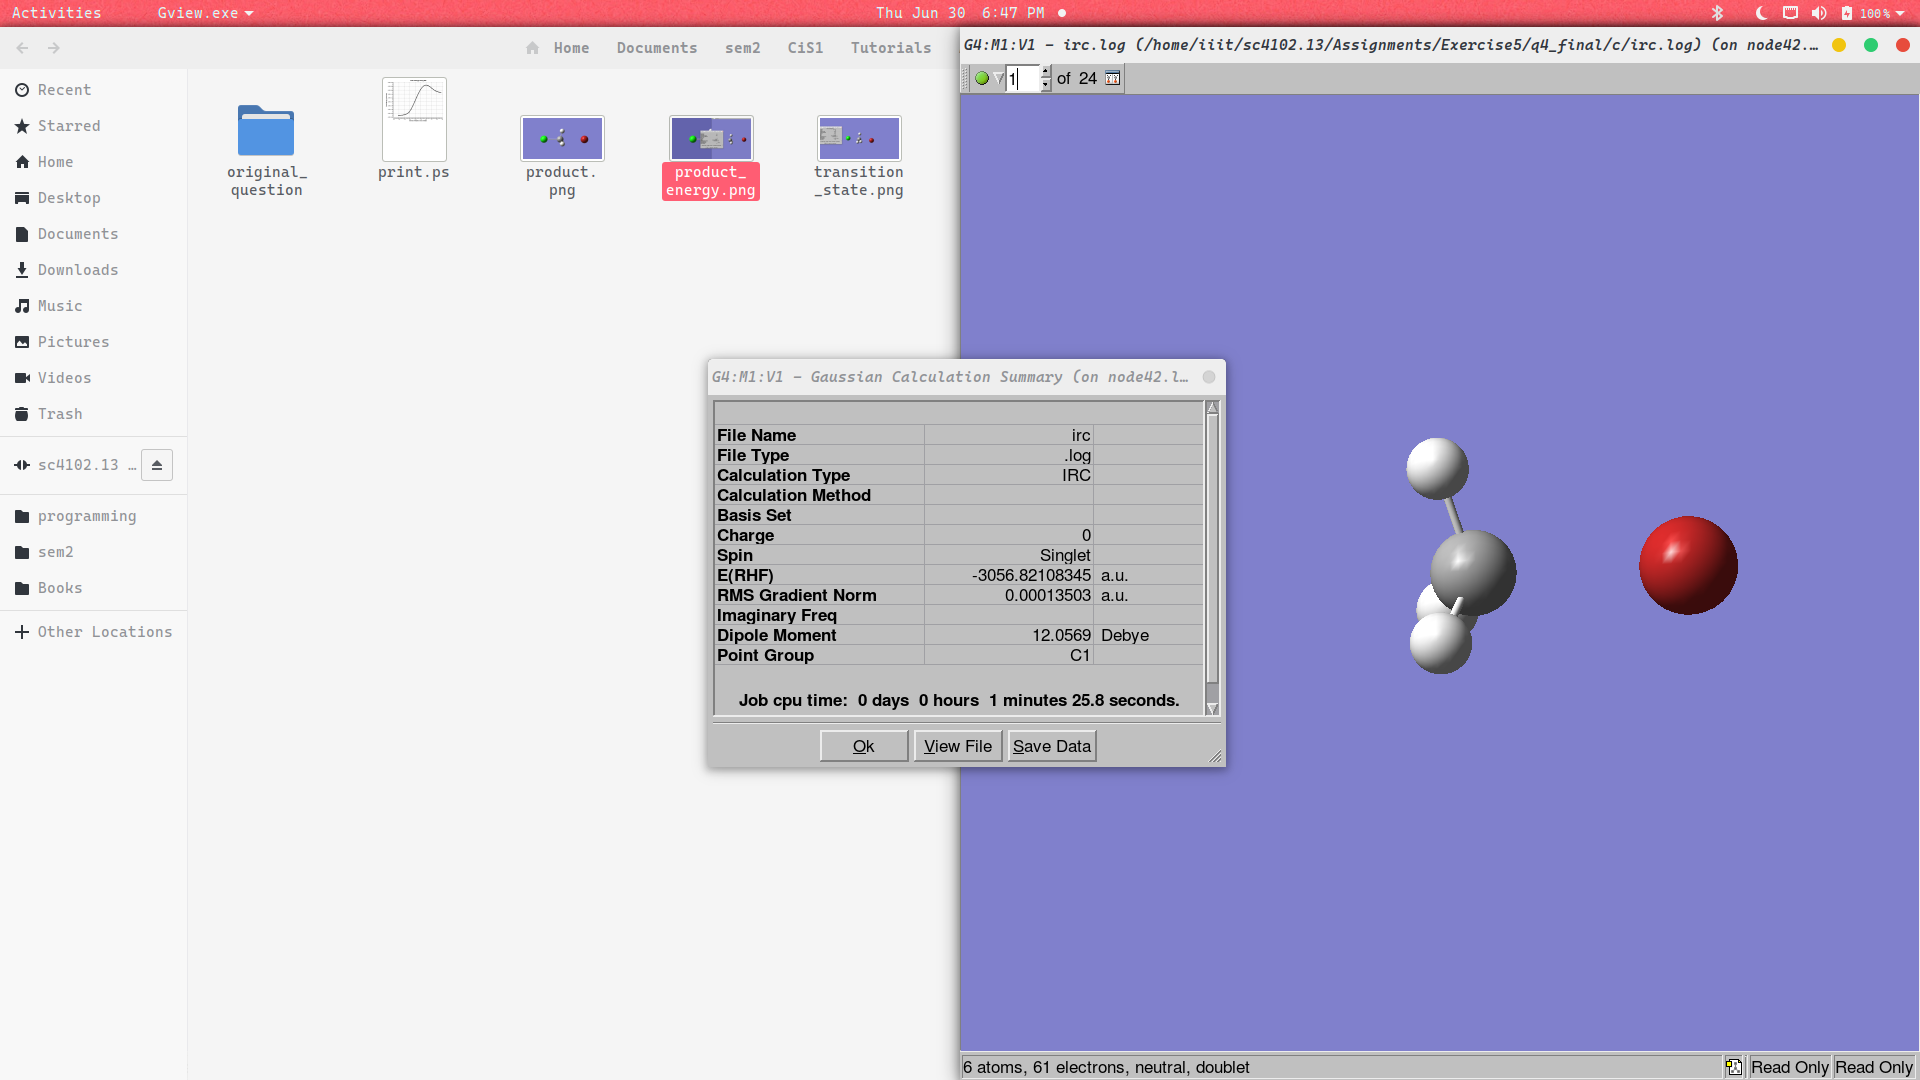 Activities
Gview.exe
Thu Jun 30 6:47 PM
100%
Home
Documents
sem2
CiS1
Tutorials
Recent
Starred
Home
Desktop
Documents
Downloads
Music
Pictures
Videos
Trash
sc4102.13 …
programming
sem2
Books
Other Locations
original_
question
print.ps
product.
png
product_
energy.png
transition
_state.png
G4:M1:V1 - irc.log (/home/iiit/sc4102.13/Assignments/Exercise5/q4_final/c/irc.log) (on node42.…
1 of 24
G4:M1:V1 - Gaussian Calculation Summary (on node42.l…
File Name irc
File Type .log
Calculation Type IRC
Calculation Method
Basis Set
Charge 0
Spin Singlet
E(RHF) -3056.82108345 a.u.
RMS Gradient Norm 0.00013503 a.u.
Imaginary Freq
Dipole Moment 12.0569 Debye
Point Group C1
Job cpu time: 0 days 0 hours 1 minutes 25.8 seconds.
Ok View File Save Data
6 atoms, 61 electrons, neutral, doublet
Read Only Read Only